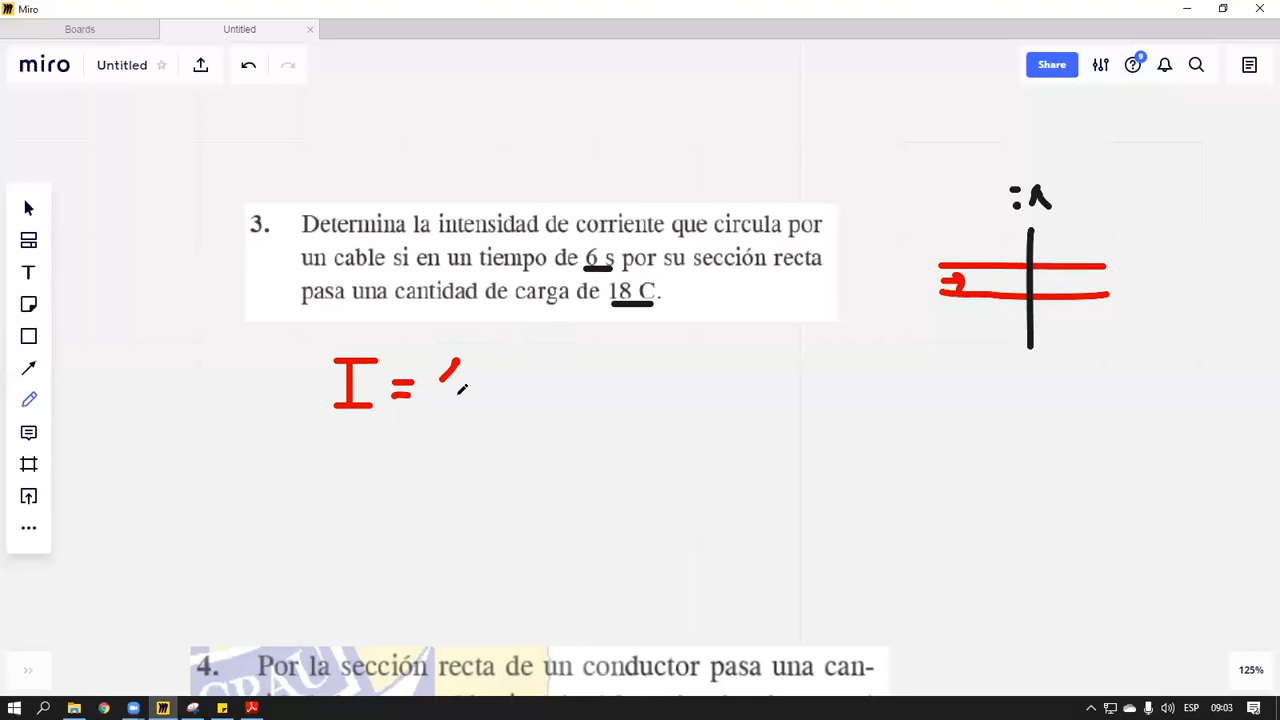 Miro
Boards
Untitled
miro
Untitled
Share
9
3. Determina la intensidad de corriente que circula por
un cable si en un tiempo de 6 s por su sección recta
pasa una cantidad de carga de 18 C.
I =
4. Por la sección recta de un conductor pasa una can-
125%
ESP
09:03